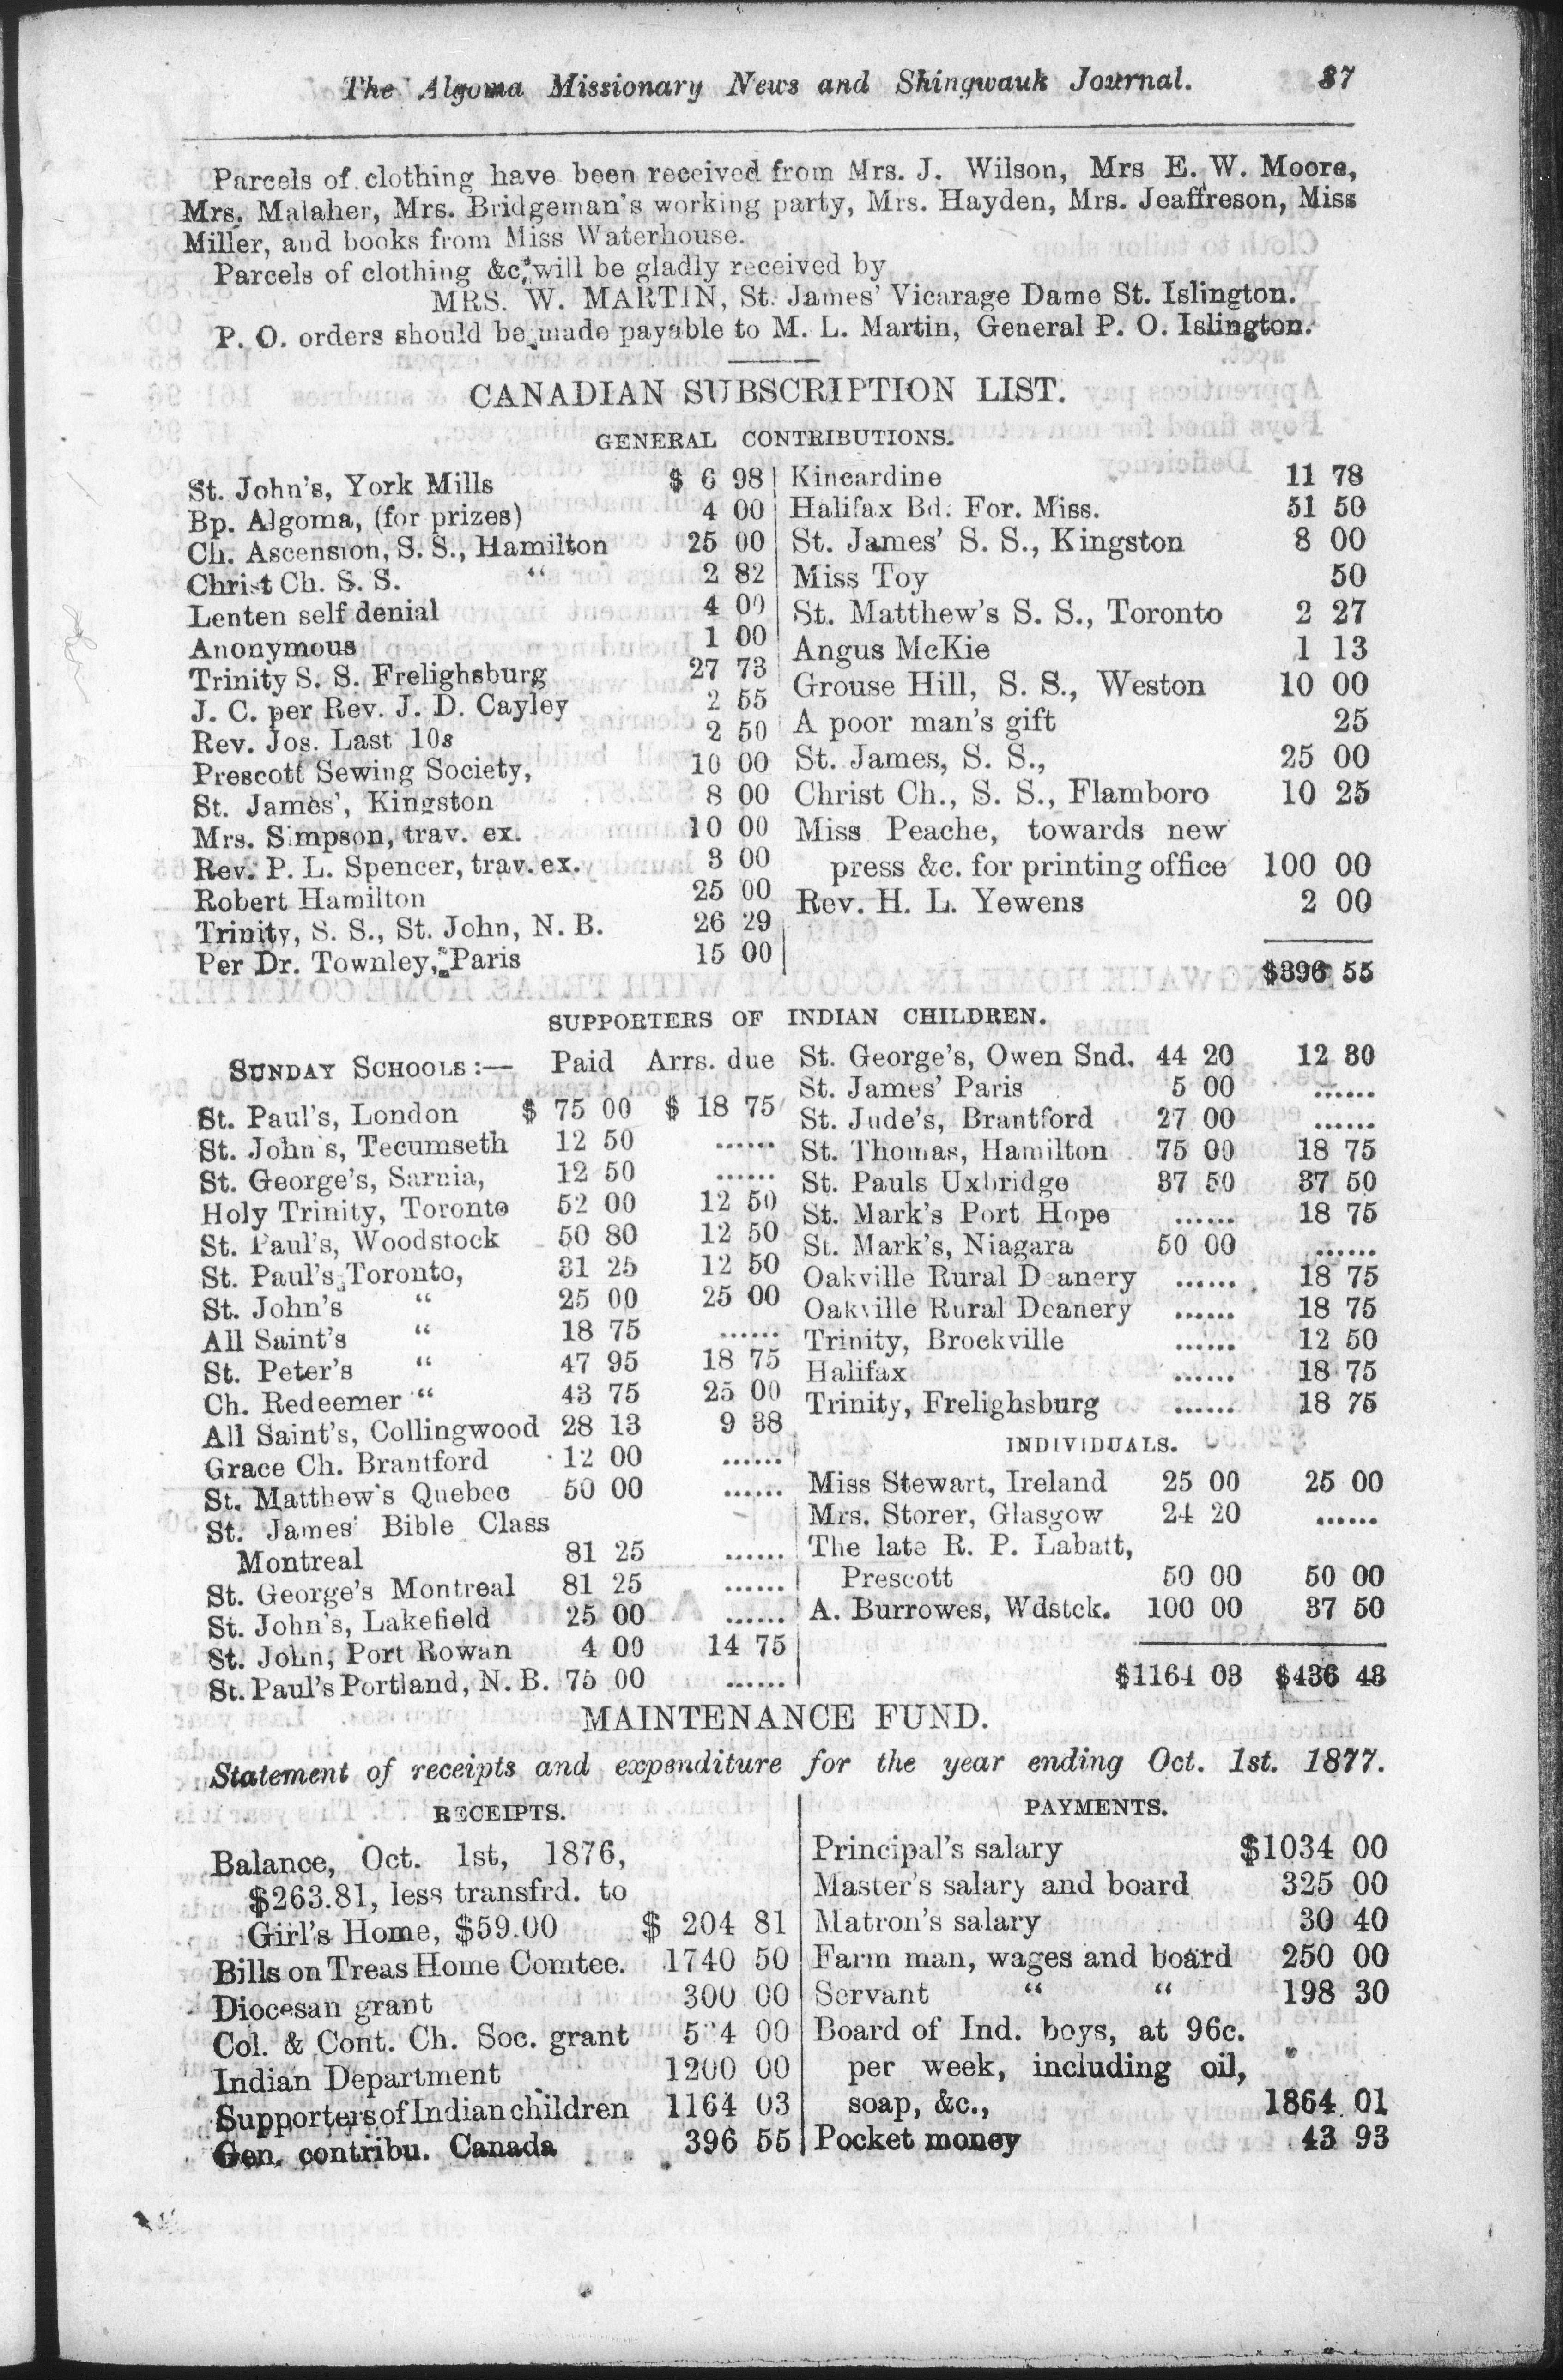 The Algoma Missionary News and Shingwauk Journal. 37
Parcels of clothing have been received from Mrs. J. Wilson, Mrs E. W. Moore,
Mrs. Malaher, Mrs. Bridgeman's working party, Mrs. Hayden, Mrs. Jeaffreson, Miss
Miller, and books from Miss Waterhouse.
Parcels of clothing &c. will be gladly received by
MRS. W. MARTIN, St. James' Vicarage Dame St. Islington.
P. O. orders should be made payable to M. L. Martin, General P. O. Islington.
CANADIAN SUBSCRIPTION LIST.
GENERAL CONTRIBUTIONS.
St. John's, York Mills $ 6 98
Bp. Algoma, (for prizes) 4 00
Ch. Ascension, S. S., Hamilton 25 00
Christ Ch. S. S. " 2 82
Lenten self denial 4 00
Anonymous 1 00
Trinity S. S. Frelighsburg 27 73
J. C. per Rev. J. D. Cayley 2 55
Rev. Jos. Last 10s 2 50
Prescott Sewing Society, 10 00
St. James', Kingston 8 00
Mrs. Simpson, trav. ex. 10 00
Rev. P. L. Spencer, trav. ex. 3 00
Robert Hamilton 25 00
Trinity, S. S., St. John, N. B. 26 29
Per Dr. Townley, Paris 15 00
Kincardine 11 78
Halifax Bd. For. Miss. 51 50
St. James' S. S., Kingston 8 00
Miss Toy 50
St. Matthew's S. S., Toronto 2 27
Angus McKie 1 13
Grouse Hill, S. S., Weston 10 00
A poor man's gift 25
St. James, S. S., 25 00
Christ Ch., S. S., Flamboro 10 25
Miss Peache, towards new
press &c. for printing office 100 00
Rev. H. L. Yewens 2 00
$396 55
SUPPORTERS OF INDIAN CHILDREN.
SUNDAY SCHOOLS :— Paid Arrs. due
St. Paul's, London $ 75 00 $ 18 75
St. John's, Tecumseth 12 50 ......
St. George's, Sarnia, 12 50 ......
Holy Trinity, Toronto 52 00 12 50
St. Paul's, Woodstock 50 80 12 50
St. Paul's Toronto, 31 25 12 50
St. John's " 25 00 25 00
All Saint's " 18 75 ......
St. Peter's " 47 95 18 75
Ch. Redeemer " 43 75 25 00
All Saint's, Collingwood 28 13 9 38
Grace Ch. Brantford 12 00 ......
St. Matthew's Quebec 50 00 ......
St. James' Bible Class
Montreal 81 25 ......
St. George's Montreal 81 25 ......
St. John's, Lakefield 25 00 ......
St. John, Port Rowan 4 00 14 75
St. Paul's Portland, N. B. 75 00 ......
St. George's, Owen Snd. 44 20 12 30
St. James' Paris 5 00 ......
St. Jude's, Brantford 27 00 ......
St. Thomas, Hamilton 75 00 18 75
St. Pauls Uxbridge 37 50 37 50
St. Mark's Port Hope ...... 18 75
St. Mark's, Niagara 50 00 ......
Oakville Rural Deanery ...... 18 75
Oakville Rural Deanery ...... 18 75
Trinity, Brockville ...... 12 50
Halifax ...... 18 75
Trinity, Frelighsburg ...... 18 75
INDIVIDUALS.
Miss Stewart, Ireland 25 00 25 00
Mrs. Storer, Glasgow 24 20 ......
The late R. P. Labatt,
Prescott 50 00 50 00
A. Burrowes, Wdstck. 100 00 37 50
$1164 03 $436 43
MAINTENANCE FUND.
Statement of receipts and expenditure for the year ending Oct. 1st. 1877.
RECEIPTS.
Balance, Oct. 1st, 1876,
$263.81, less transfrd. to
Girl's Home, $59.00 $ 204 81
Bills on Treas Home Comtee. 1740 50
Diocesan grant 300 00
Col. & Cont. Ch. Soc. grant 00
Indian Department 1200 00
Supporters of Indian children 1164 03
Gen. contribu. Canada 396 55
PAYMENTS.
Principal's salary $1034 00
Master's salary and board 325 00
Matron's salary 30 40
Farm man, wages and board 250 00
Servant " " 198 30
Board of Ind. boys, at 96c.
per week, including oil,
soap, &c., 1864 01
Pocket money 43 93